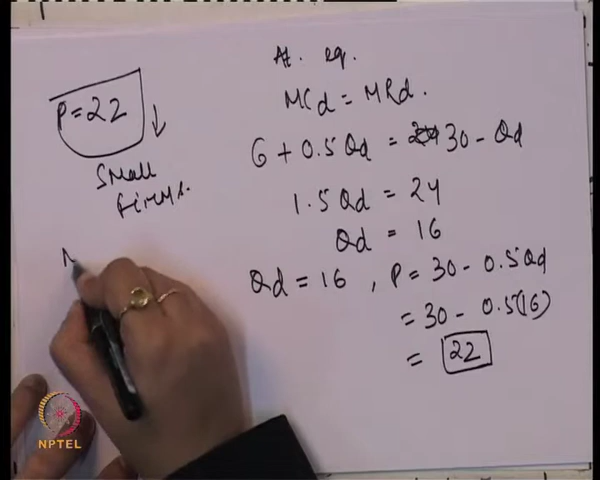 At. eq.
MCd = MRd.
6 + 0.5 Qd = 30 - Qd
1.5 Qd = 24
Qd = 16
Qd = 16 , P = 30 - 0.5 Qd
= 30 - 0.5(16)
= 22
P = 22
Small
firms.
NPTEL